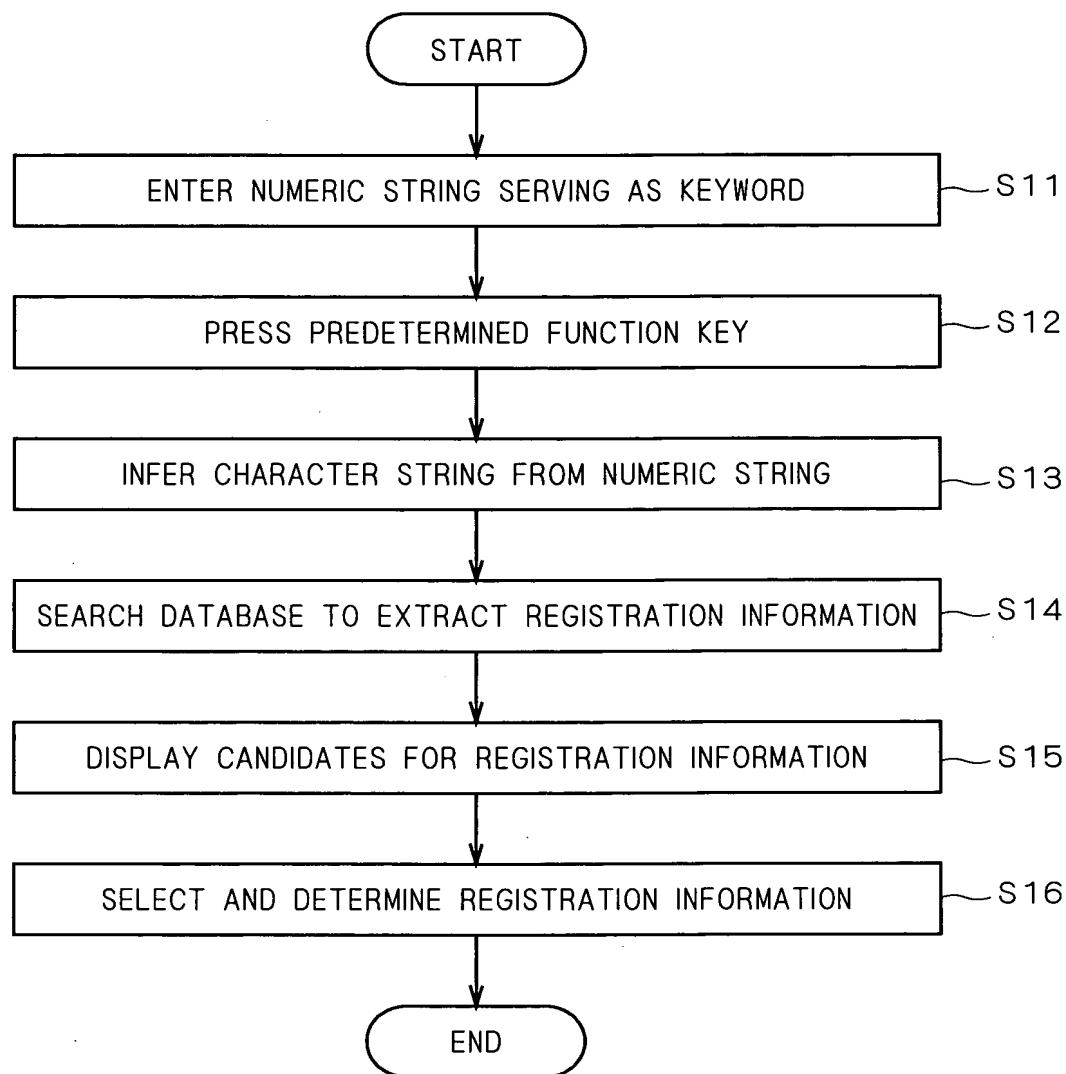 START
ENTER NUMERIC STRING SERVING AS KEYWORD
S11
PRESS PREDETERMINED FUNCTION KEY
S12
INFER CHARACTER STRING FROM NUMERIC STRING
S13
SEARCH DATABASE TO EXTRACT REGISTRATION INFORMATION
S14
DISPLAY CANDIDATES FOR REGISTRATION INFORMATION
S15
SELECT AND DETERMINE REGISTRATION INFORMATION
S16
END